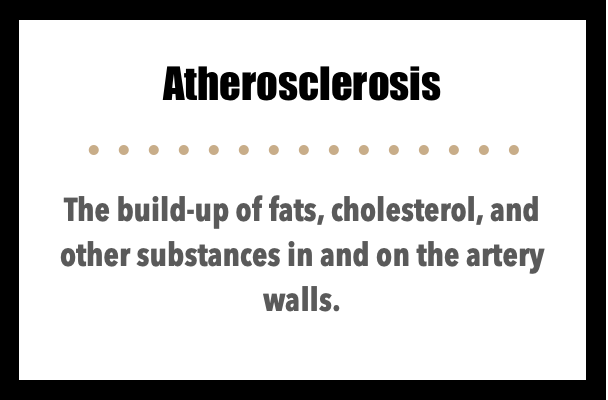 Atherosclerosis
The build-up of fats, cholesterol, and
other substances in and on the artery
walls.